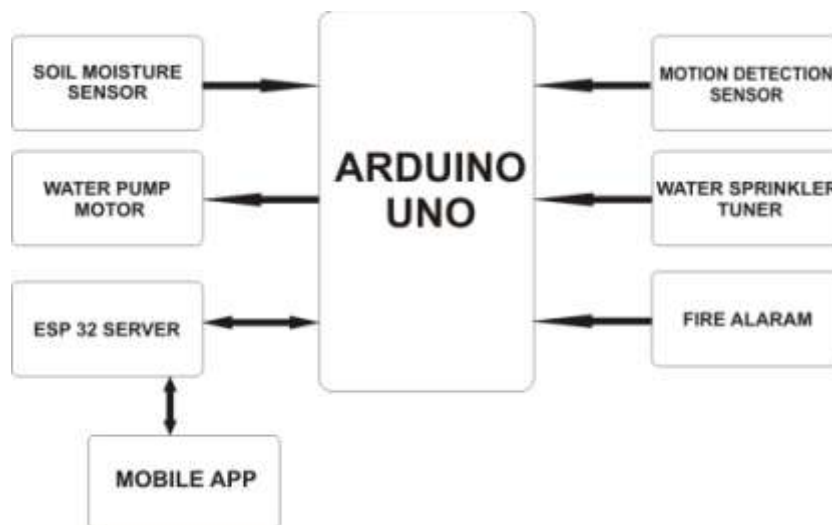 SOIL MOISTURE
SENSOR
WATER PUMP
MOTOR
ESP 32 SERVER
MOBILE APP
ARDUINO
UNO
MOTION DETECTION
SENSOR
WATER SPRINKLER
TUNER
FIRE ALARAM